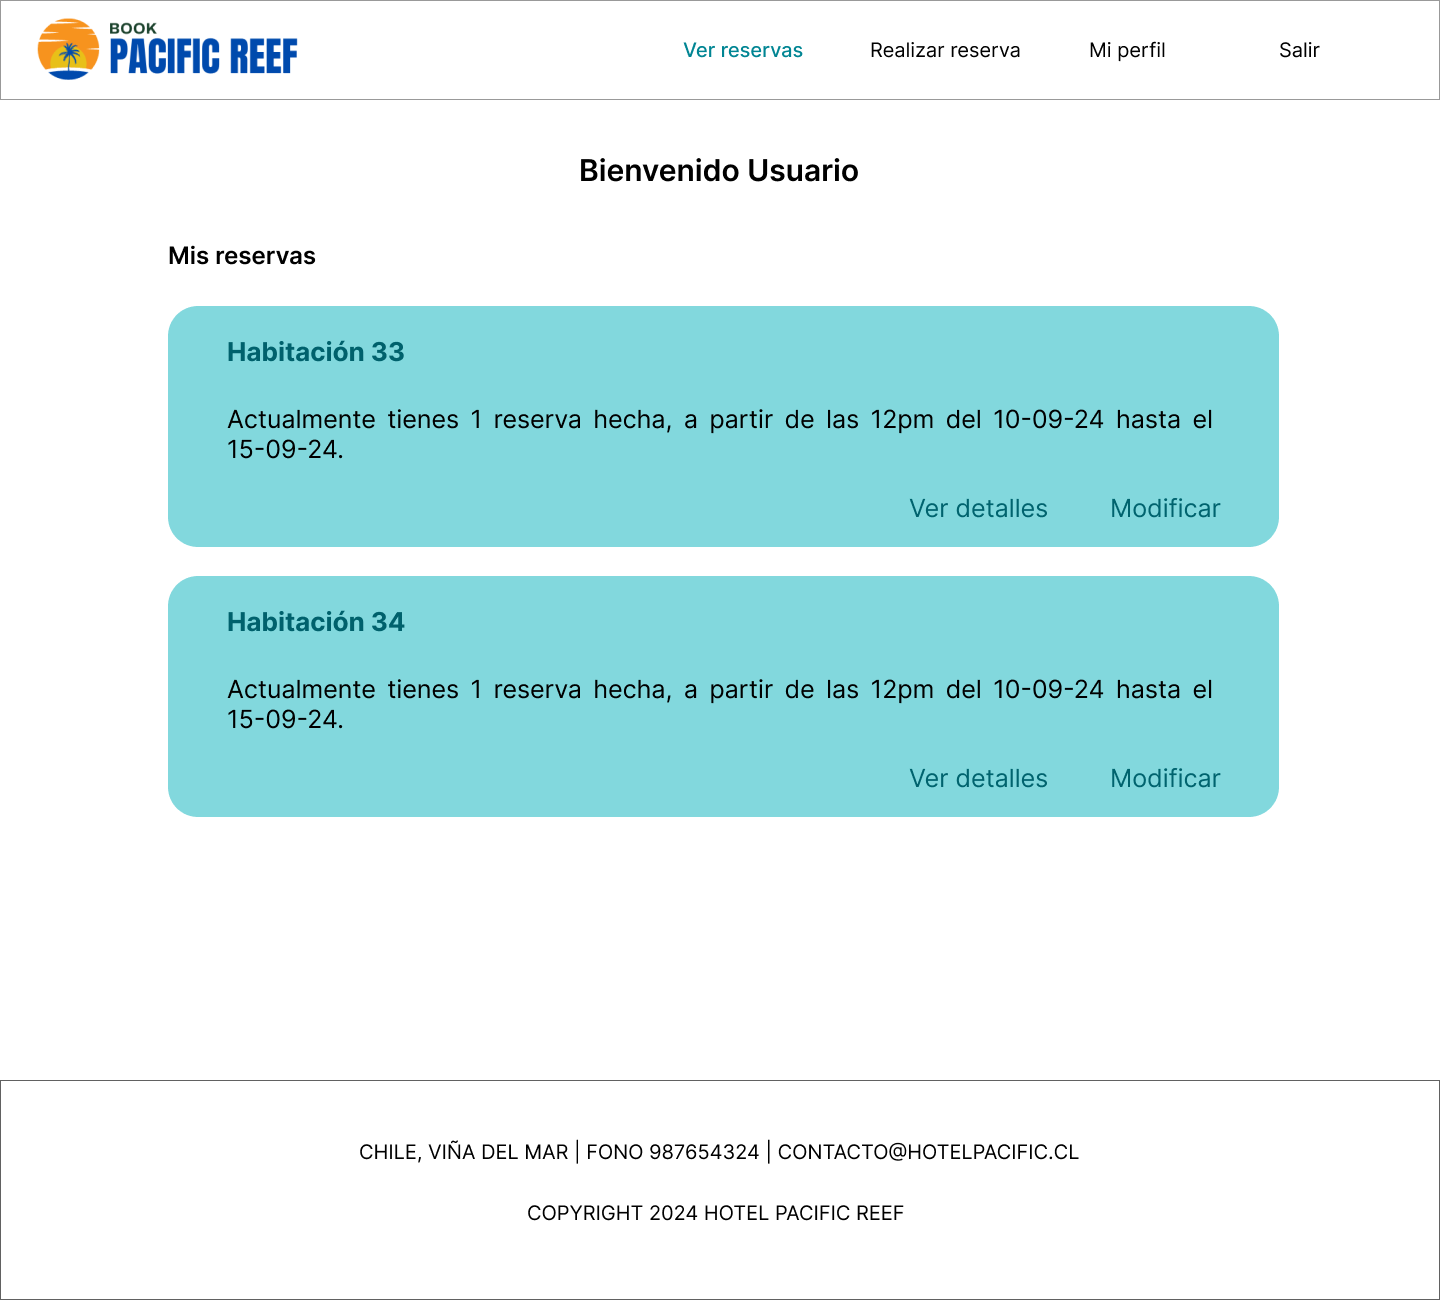 BOOK
PACIFIC REEF
Ver reservas
Realizar reserva
Mi perfil
Salir
Bienvenido Usuario
Mis reservas
Habitación 33
Actualmente tienes 1 reserva hecha, a partir de las 12pm del 10-09-24 hasta el
15-09-24.
Ver detalles
Modificar
Habitación 34
Actualmente tienes 1 reserva hecha, a partir de las 12pm del 10-09-24 hasta el
15-09-24.
Ver detalles
Modificar
CHILE, VIÑA DEL MAR | FONO 987654324 | CONTACTO@HOTELPACIFIC.CL
COPYRIGHT 2024 HOTEL PACIFIC REEF